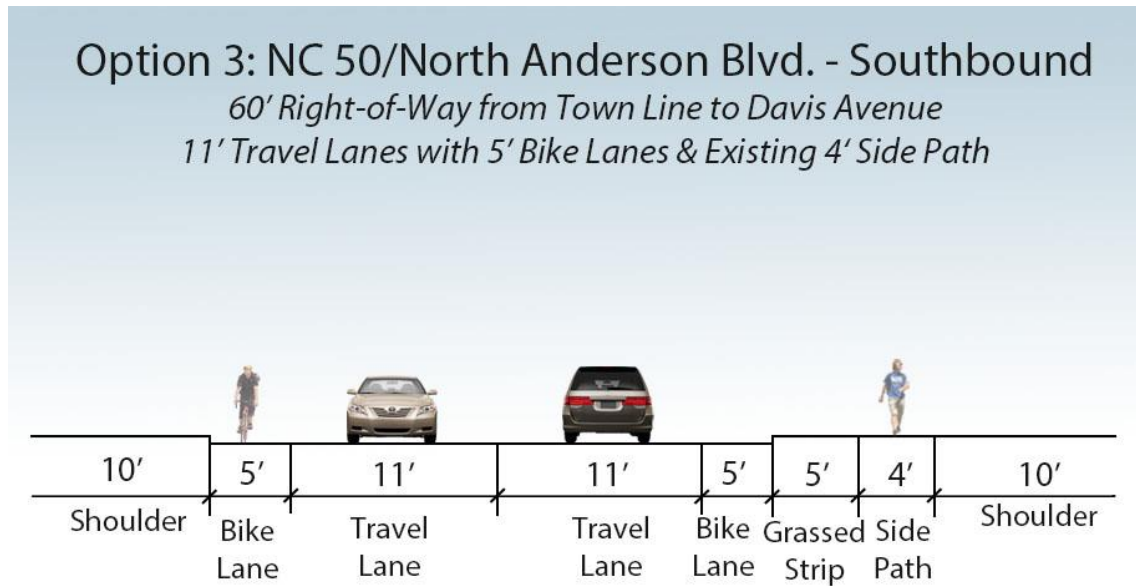 Option 3: NC 50/North Anderson Blvd. - Southbound
60' Right-of-Way from Town Line to Davis Avenue
11' Travel Lanes with 5' Bike Lanes & Existing 4' Side Path
10' 5' 11' 11' 5' 5' 4' 10'
Shoulder Bike Travel Travel Bike Grassed Side Shoulder
Lane Lane Lane Lane Strip Path